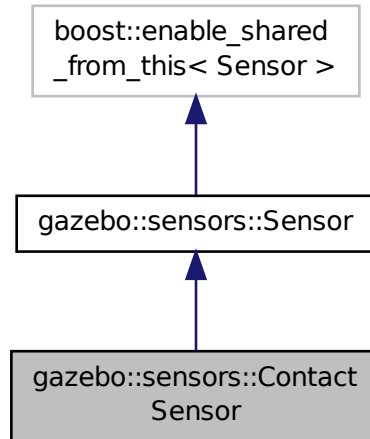 boost::enable_shared
_from_this< Sensor >
gazebo::sensors::Sensor
gazebo::sensors::Contact
Sensor